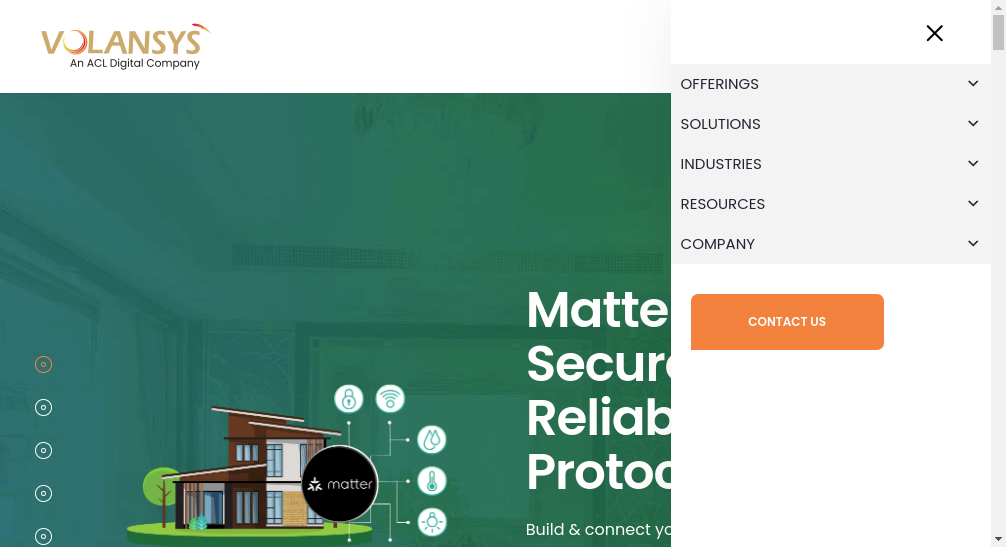 VOLANSYS
An ACL Digital Company
OFFERINGS
SOLUTIONS
INDUSTRIES
RESOURCES
COMPANY
CONTACT US
Matte
Secure
Reliab
Protoc
Build & connect yo
matter